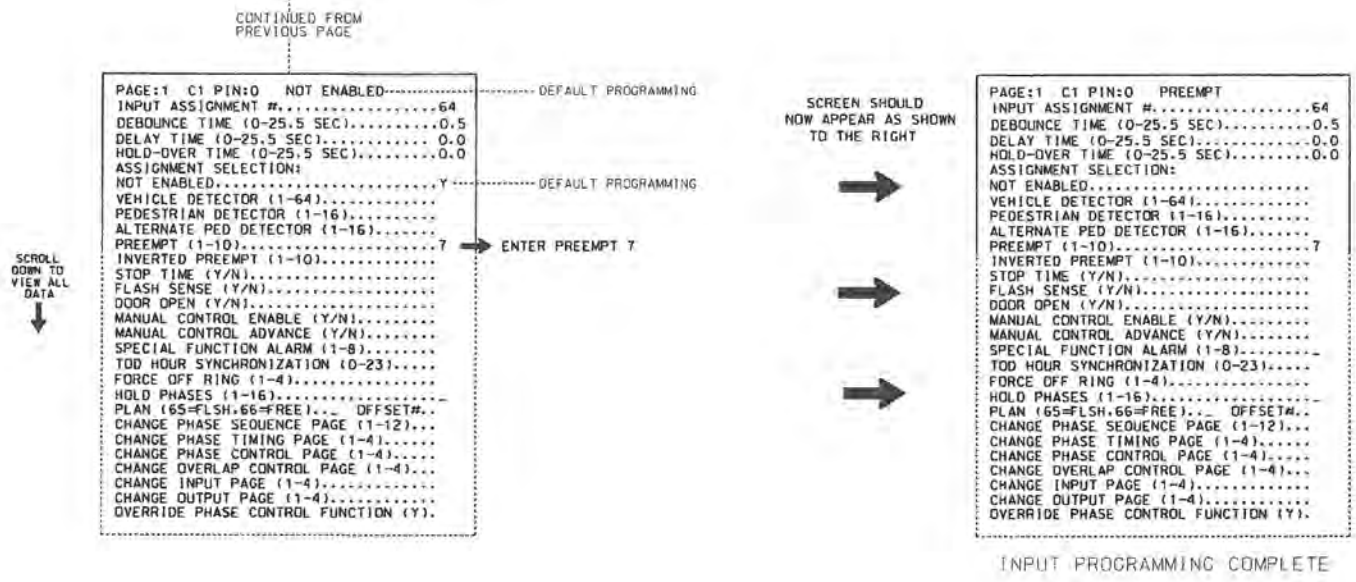 CONTINUED FROM
PREVIOUS PAGE
PAGE:1 C1 PIN:0 NOT ENABLED
DEFAULT PROGRAMMING
INPUT ASSIGNMENT #..................64
DEBOUNCE TIME (0-25.5 SEC)..........0.5
DELAY TIME (0-25.5 SEC)............0.0
HOLD-OVER TIME (0-25.5 SEC).........0.0
ASSIGNMENT SELECTION:
NOT ENABLED.........................Y
DEFAULT PROGRAMMING
VEHICLE DETECTOR (1-64)..............
PEDESTRIAN DETECTOR (1-16)..........
ALTERNATE PED DETECTOR (1-16).......
PREEMPT (1-10)......................7
ENTER PREEMPT 7
INVERTED PREEMPT (1-10).............
STOP TIME (Y/N).....................
FLASH SENSE (Y/N)...................
DOOR OPEN (Y/N).....................
MANUAL CONTROL ENABLE (Y/N).........
MANUAL CONTROL ADVANCE (Y/N)........
SPECIAL FUNCTION ALARM (1-8)........
TOD HOUR SYNCHRONIZATION (0-23).....
FORCE OFF RING (1-4)................
HOLD PHASES (1-16)..................._
PLAN (65=FLSH,66=FREE).._ OFFSET#..
CHANGE PHASE SEQUENCE PAGE (1-12)...
CHANGE PHASE TIMING PAGE (1-4)......
CHANGE PHASE CONTROL PAGE (1-4).....
CHANGE OVERLAP CONTROL PAGE (1-4)...
CHANGE INPUT PAGE (1-4).............
CHANGE OUTPUT PAGE (1-4)............
OVERRIDE PHASE CONTROL FUNCTION (Y).
SCROLL
DOWN TO
VIEW ALL
DATA
SCREEN SHOULD
NOW APPEAR AS SHOWN
TO THE RIGHT
PAGE:1 C1 PIN:0 PREEMPT
INPUT ASSIGNMENT #..................64
DEBOUNCE TIME (0-25.5 SEC)..........0.5
DELAY TIME (0-25.5 SEC).............0.0
HOLD-OVER TIME (0-25.5 SEC).........0.0
ASSIGNMENT SELECTION:
NOT ENABLED.........................
VEHICLE DETECTOR (1-64).............
PEDESTRIAN DETECTOR (1-16)..........
ALTERNATE PED DETECTOR (1-16).......
PREEMPT (1-10)......................7
INVERTED PREEMPT (1-10).............
STOP TIME (Y/N).....................
FLASH SENSE (Y/N)...................
DOOR OPEN (Y/N).....................
MANUAL CONTROL ENABLE (Y/N).........
MANUAL CONTROL ADVANCE (Y/N)........
SPECIAL FUNCTION ALARM (1-8)........_
TOD HOUR SYNCHRONIZATION (0-23).....
FORCE OFF RING (1-4)................
HOLD PHASES (1-16).................._
PLAN (65=FLSH,66=FREE).._ OFFSET#..
CHANGE PHASE SEQUENCE PAGE (1-12)...
CHANGE PHASE TIMING PAGE (1-4)......
CHANGE PHASE CONTROL PAGE (1-4).....
CHANGE OVERLAP CONTROL PAGE (1-4)...
CHANGE INPUT PAGE (1-4).............
CHANGE OUTPUT PAGE (1-4)............
OVERRIDE PHASE CONTROL FUNCTION (Y).
INPUT PROGRAMMING COMPLETE